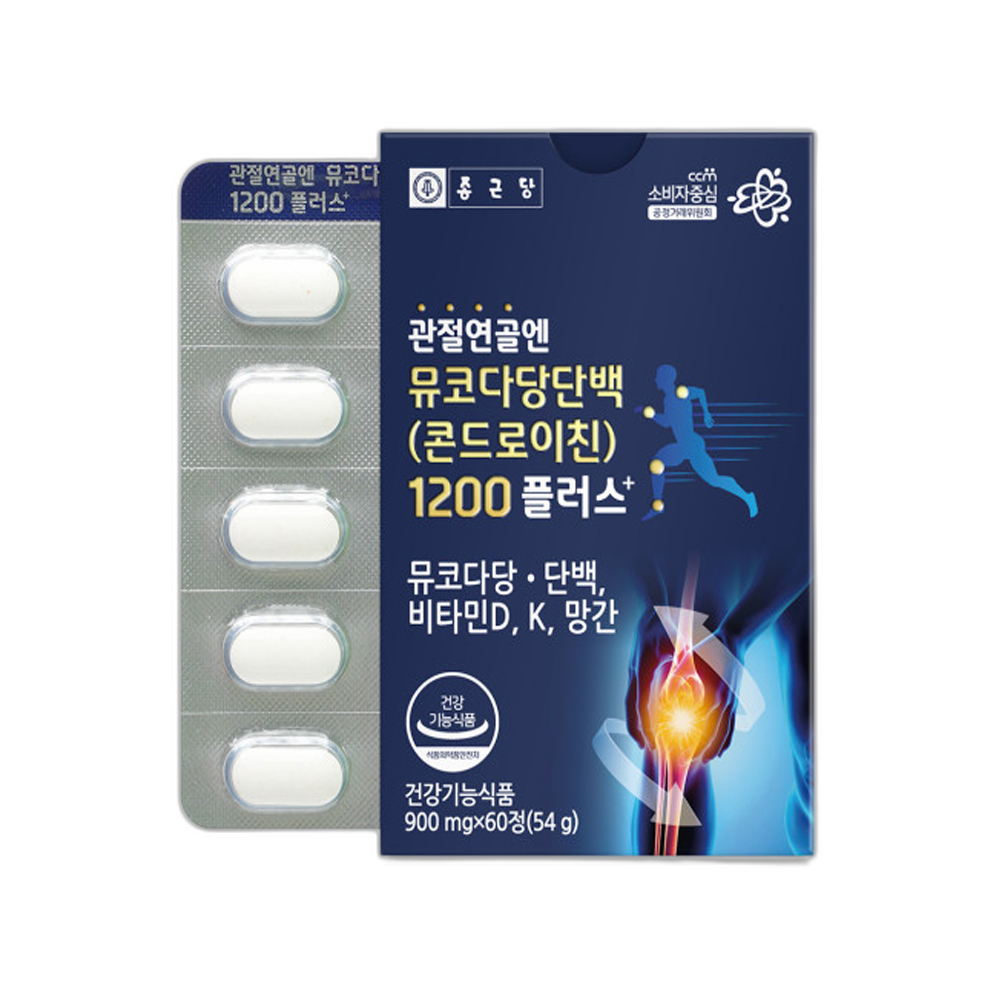 관절연골엔 뮤코다
1200 플러스+
종근당
ccm
소비자중심
공정거래위원회
관절연골엔
뮤코다당단백
(콘드로이친)
1200 플러스+
뮤코다당·단백,
비타민D, K, 망간
건강
기능식품
식품의약품안전처
건강기능식품
900 mg×60정(54 g)